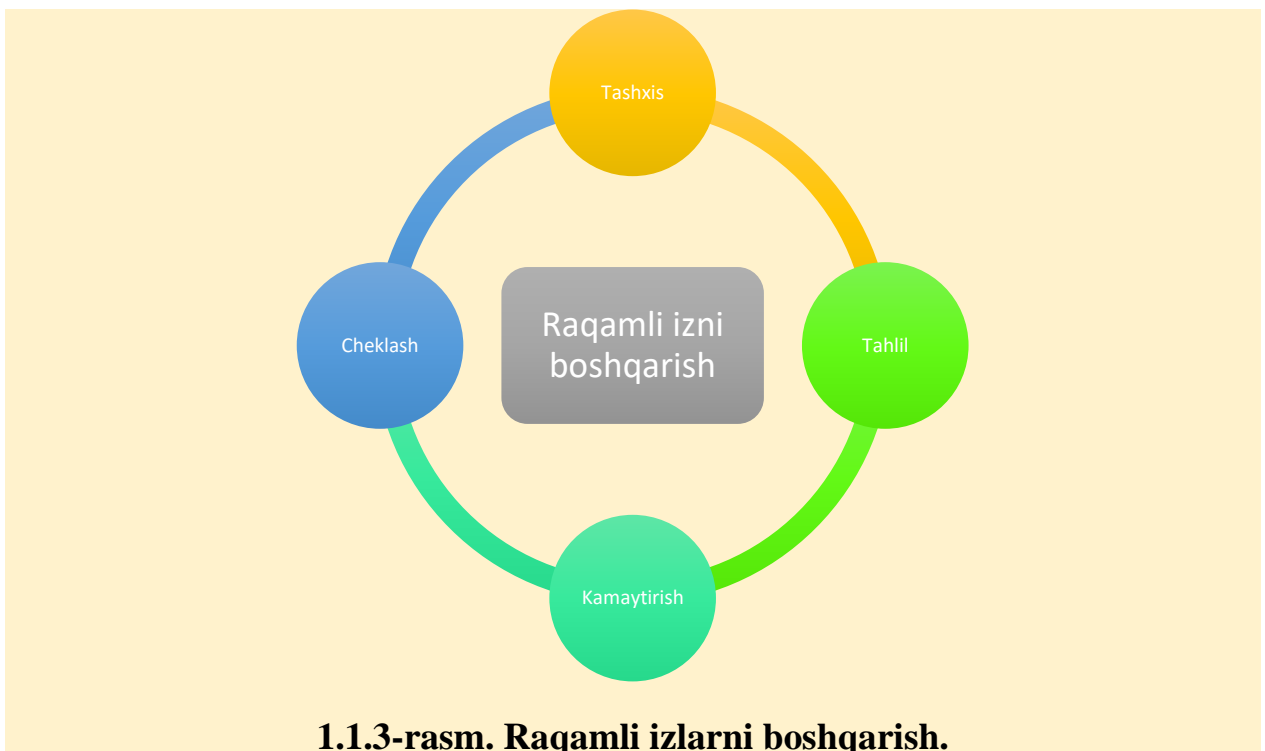 Tashxis
Cheklash
Raqamli izni
boshqarish
Tahlil
Kamaytirish
1.1.3-rasm. Raqamli izlarni boshqarish.